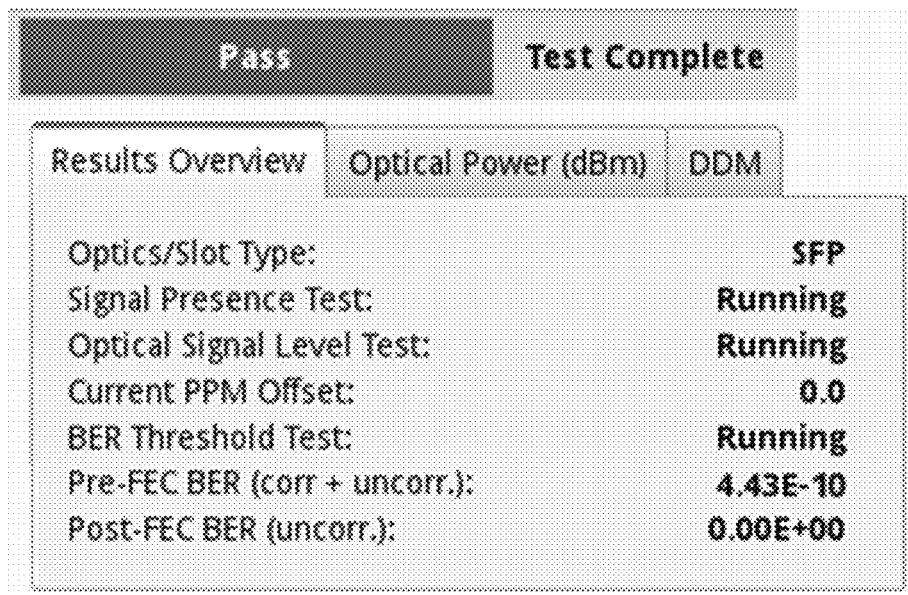 Pass Test Complete
Results Overview Optical Power (dBm) DDM
Optics/Slot Type: SFP
Signal Presence Test: Running
Optical Signal Level Test: Running
Current PPM Offset: 0.0
BER Threshold Test: Running
Pre-FEC BER (corr + uncorr.): 4.43E-10
Post-FEC BER (uncorr.): 0.00E+00